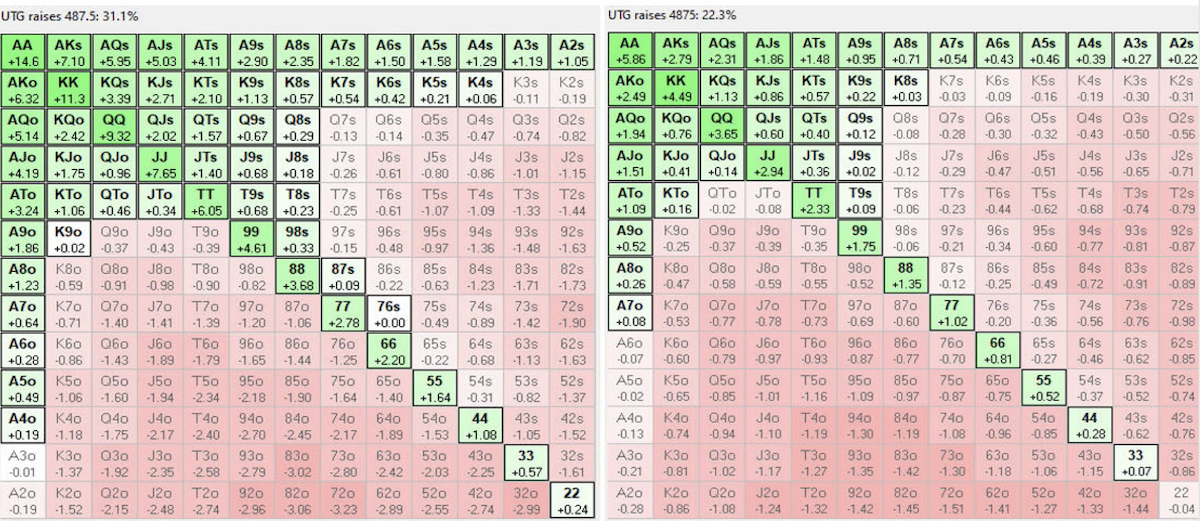 UTG raises 487.5: 31.1%
AA AKs AQs AJs ATs A9s A8s A7s A6s A5s A4s A3s A2s
+14.6 +7.10 +5.95 +5.03 +4.11 +2.90 +2.35 +1.82 +1.50 +1.58 +1.29 +1.19 +1.05
AKo KK KQs KJs KTs K9s K8s K7s K6s K5s K4s K3s K2s
+6.32 +11.3 +3.39 +2.71 +2.10 +1.13 +0.57 +0.54 +0.42 +0.21 +0.06 -0.11 -0.19
AQo KQo QQ QJs QTs Q9s Q8s Q7s Q6s Q5s Q4s Q3s Q2s
+5.14 +2.42 +9.32 +2.02 +1.57 +0.67 +0.29 -0.13 -0.14 -0.35 -0.47 -0.74 -0.82
AJo KJo QJo JJ JTs J9s J8s J7s J6s J5s J4s J3s J2s
+4.19 +1.75 +0.96 +7.65 +1.40 +0.68 +0.18 -0.26 -0.61 -0.80 -0.86 -1.01 -1.15
ATo KTo QTo JTo TT T9s T8s T7s T6s T5s T4s T3s T2s
+3.24 +1.06 +0.46 +0.34 +6.05 +0.68 +0.23 -0.25 -0.61 -1.07 -1.09 -1.33 -1.44
A9o K9o Q9o J9o T9o 99 98s 97s 96s 95s 94s 93s 92s
+1.86 +0.02 -0.37 -0.43 -0.39 +4.61 +0.33 -0.15 -0.48 -0.97 -1.36 -1.48 -1.63
A8o K8o Q8o J8o T8o 98o 88 87s 86s 85s 84s 83s 82s
+1.23 -0.59 -0.91 -0.98 -0.90 -0.82 +3.68 +0.09 -0.22 -0.63 -1.23 -1.71 -1.73
A7o K7o Q7o J7o T7o 97o 87o 77 76s 75s 74s 73s 72s
+0.64 -0.71 -1.40 -1.41 -1.39 -1.20 -1.06 +2.78 +0.00 -0.49 -0.89 -1.42 -1.90
A6o K6o Q6o J6o T6o 96o 86o 76o 66 65s 64s 63s 62s
+0.28 -0.86 -1.43 -1.89 -1.79 -1.65 -1.44 -1.25 +2.20 -0.22 -0.68 -1.13 -1.63
A5o K5o Q5o J5o T5o 95o 85o 75o 65o 55 54s 53s 52s
+0.49 -1.06 -1.60 -1.94 -2.34 -2.18 -1.90 -1.64 -1.40 +1.64 -0.31 -0.82 -1.37
A4o K4o Q4o J4o T4o 94o 84o 74o 64o 54o 44 43s 42s
+0.19 -1.18 -1.75 -2.17 -2.40 -2.70 -2.45 -2.17 -1.89 -1.53 +1.08 -1.05 -1.52
A3o K3o Q3o J3o T3o 93o 83o 73o 63o 53o 43o 33 32s
-0.01 -1.37 -1.92 -2.35 -2.58 -2.79 -3.02 -2.80 -2.42 -2.03 -2.25 +0.57 -1.61
A2o K2o Q2o J2o T2o 92o 82o 72o 62o 52o 42o 32o 22
-0.19 -1.52 -2.15 -2.48 -2.74 -2.96 -3.06 -3.23 -2.89 -2.55 -2.74 -2.99 +0.24
UTG raises 4875: 22.3%
AA AKs AQs AJs ATs A9s A8s A7s A6s A5s A4s A3s A2s
+5.86 +2.79 +2.31 +1.86 +1.48 +0.95 +0.71 +0.54 +0.43 +0.46 +0.39 +0.27 +0.22
AKo KK KQs KJs KTs K9s K8s K7s K6s K5s K4s K3s K2s
+2.49 +4.49 +1.13 +0.86 +0.57 +0.22 +0.03 -0.03 -0.09 -0.16 -0.19 -0.30 -0.31
AQo KQo QQ QJs QTs Q9s Q8s Q7s Q6s Q5s Q4s Q3s Q2s
+1.94 +0.76 +3.65 +0.60 +0.40 +0.12 -0.08 -0.28 -0.30 -0.32 -0.43 -0.50 -0.56
AJo KJo QJo JJ JTs J9s J8s J7s J6s J5s J4s J3s J2s
+1.51 +0.41 +0.14 +2.94 +0.36 +0.02 -0.12 -0.29 -0.47 -0.51 -0.56 -0.65 -0.71
ATo KTo QTo JTo TT T9s T8s T7s T6s T5s T4s T3s T2s
+1.09 +0.16 -0.02 -0.08 +2.33 +0.09 -0.06 -0.23 -0.44 -0.62 -0.68 -0.74 -0.79
A9o K9o Q9o J9o T9o 99 98s 97s 96s 95s 94s 93s 92s
+0.52 -0.25 -0.37 -0.39 -0.35 +1.75 -0.06 -0.21 -0.34 -0.60 -0.77 -0.81 -0.87
A8o K8o Q8o J8o T8o 98o 88 87s 86s 85s 84s 83s 82s
+0.26 -0.47 -0.58 -0.59 -0.55 -0.52 +1.35 -0.12 -0.25 -0.49 -0.72 -0.91 -0.89
A7o K7o Q7o J7o T7o 97o 87o 77 76s 75s 74s 73s 72s
+0.08 -0.53 -0.77 -0.78 -0.73 -0.69 -0.60 +1.02 -0.20 -0.36 -0.56 -0.76 -0.98
A6o K6o Q6o J6o T6o 96o 86o 76o 66 65s 64s 63s 62s
-0.07 -0.60 -0.79 -0.97 -0.93 -0.87 -0.77 -0.70 +0.81 -0.27 -0.46 -0.62 -0.85
A5o K5o Q5o J5o T5o 95o 85o 75o 65o 55 54s 53s 52s
-0.02 -0.65 -0.85 -1.01 -1.16 -1.09 -0.97 -0.87 -0.75 +0.52 -0.37 -0.54 -0.74
A4o K4o Q4o J4o T4o 94o 84o 74o 64o 54o 44 43s 42s
-0.13 -0.74 -0.94 -1.10 -1.19 -1.30 -1.19 -1.08 -0.96 -0.85 +0.28 -0.62 -0.76
A3o K3o Q3o J3o T3o 93o 83o 73o 63o 53o 43o 33 32s
-0.21 -0.81 -1.02 -1.17 -1.27 -1.35 -1.42 -1.30 -1.18 -1.06 -1.15 +0.07 -0.86
A2o K2o Q2o J2o T2o 92o 82o 72o 62o 52o 42o 32o 22
-0.28 -0.86 -1.08 -1.24 -1.32 -1.42 -1.45 -1.51 -1.41 -1.27 -1.33 -1.44 -0.04